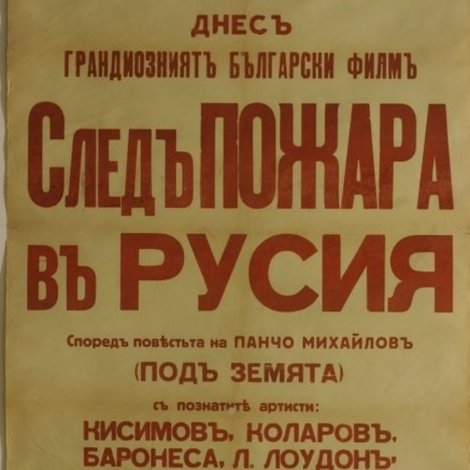 ДНЕСЪ
ГРАНДИОЗНИЯТЪ БЪЛГАРСКИ ФИЛМЪ
СЛЕДЪ ПОЖАРА
ВЪ РУСИЯ
Споредъ повѣстьта на ПАНЧО МИХАЙЛОВЪ
(ПОДЪ ЗЕМЯТА)
съ познатитѣ артисти:
КИСИМОВЪ, КОЛАРОВЪ,
БАРОНЕСА, Л. ЛОУДОНЪ,